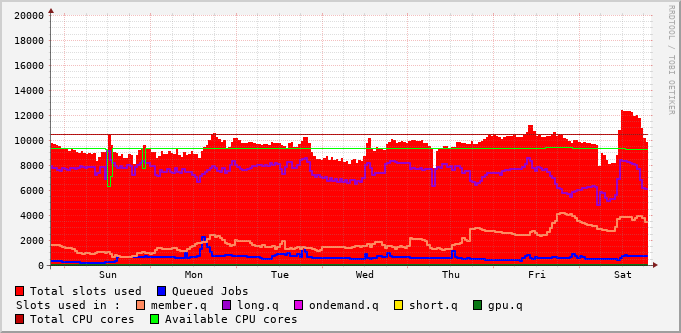 RRDTOOL / TOBI OETIKER
20000
18000
16000
14000
12000
10000
8000
6000
4000
2000
0
Sun Mon Tue Wed Thu Fri Sat
Total slots used Queued Jobs
Slots used in : member.q long.q ondemand.q short.q gpu.q
Total CPU cores Available CPU cores